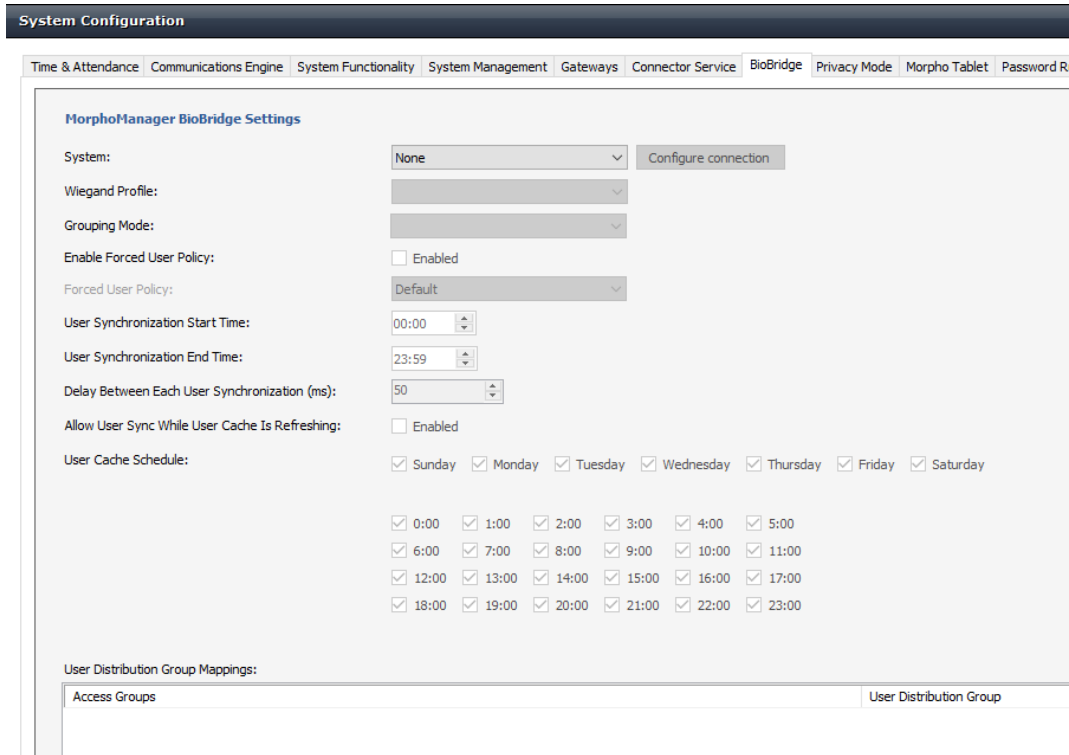 System Configuration
Time & Attendance Communications Engine System Functionality System Management Gateways Connector Service BioBridge Privacy Mode Morpho Tablet Password R
MorphoManager BioBridge Settings
System: None Configure connection
Wiegand Profile:
Grouping Mode:
Enable Forced User Policy: Enabled
Forced User Policy: Default
User Synchronization Start Time: 00:00
User Synchronization End Time: 23:59
Delay Between Each User Synchronization (ms): 50
Allow User Sync While User Cache Is Refreshing: Enabled
User Cache Schedule: Sunday Monday Tuesday Wednesday Thursday Friday Saturday
0:00 1:00 2:00 3:00 4:00 5:00
6:00 7:00 8:00 9:00 10:00 11:00
12:00 13:00 14:00 15:00 16:00 17:00
18:00 19:00 20:00 21:00 22:00 23:00
User Distribution Group Mappings:
Access Groups User Distribution Group